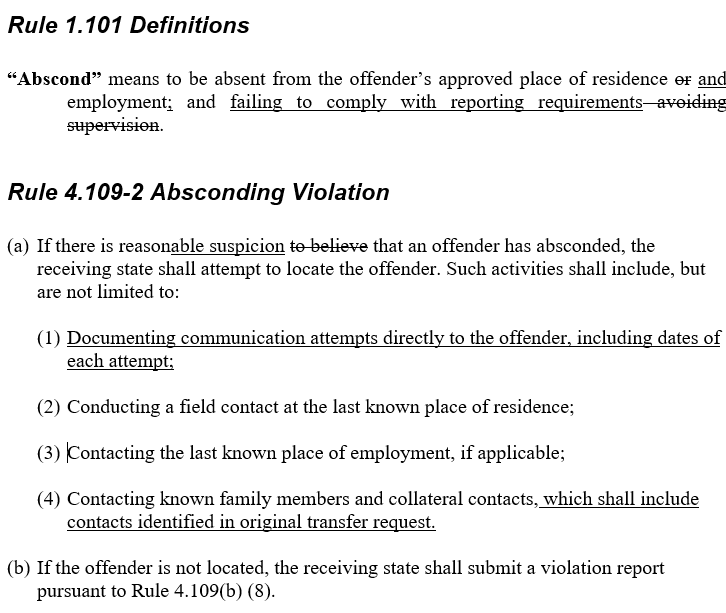 Rule 1.101 Definitions
“Abscond” means to be absent from the offender’s approved place of residence or and
employment; and failing to comply with reporting requirements avoiding
supervision.
Rule 4.109-2 Absconding Violation
(a) If there is reasonable suspicion to believe that an offender has absconded, the
receiving state shall attempt to locate the offender. Such activities shall include, but
are not limited to:
(1) Documenting communication attempts directly to the offender, including dates of
each attempt;
(2) Conducting a field contact at the last known place of residence;
(3) Contacting the last known place of employment, if applicable;
(4) Contacting known family members and collateral contacts, which shall include
contacts identified in original transfer request.
(b) If the offender is not located, the receiving state shall submit a violation report
pursuant to Rule 4.109(b) (8).